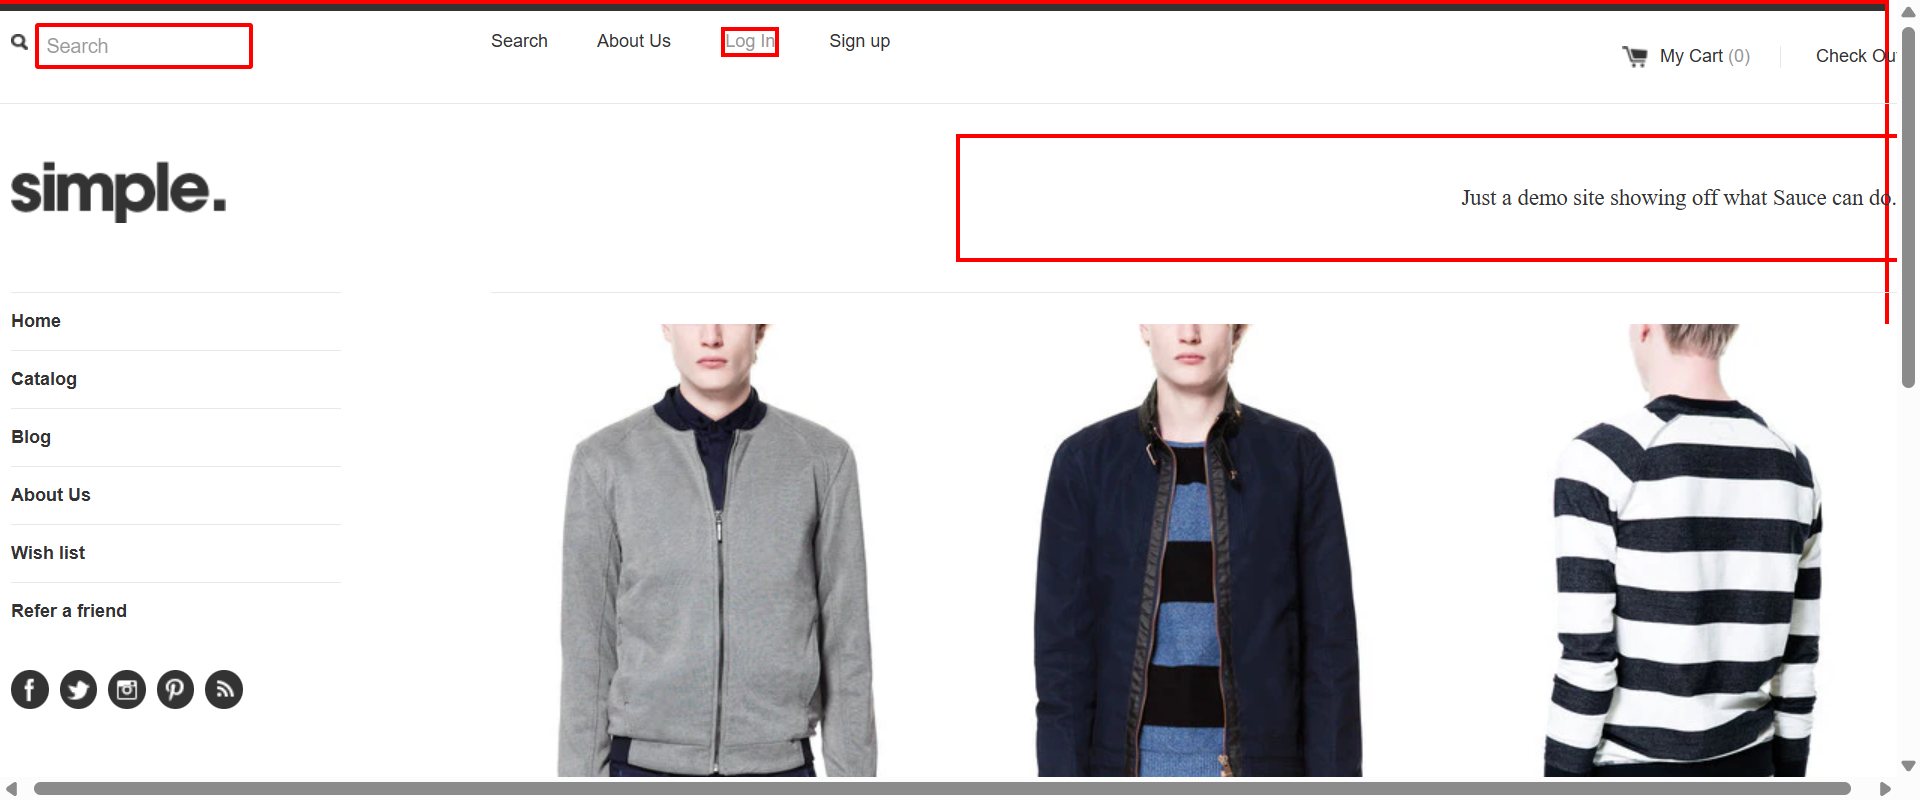 Search
Search
About Us
Log In
Sign up
My Cart (0)
Check Ou
simple.
Just a demo site showing off what Sauce can do.
Home
Catalog
Blog
About Us
Wish list
Refer a friend